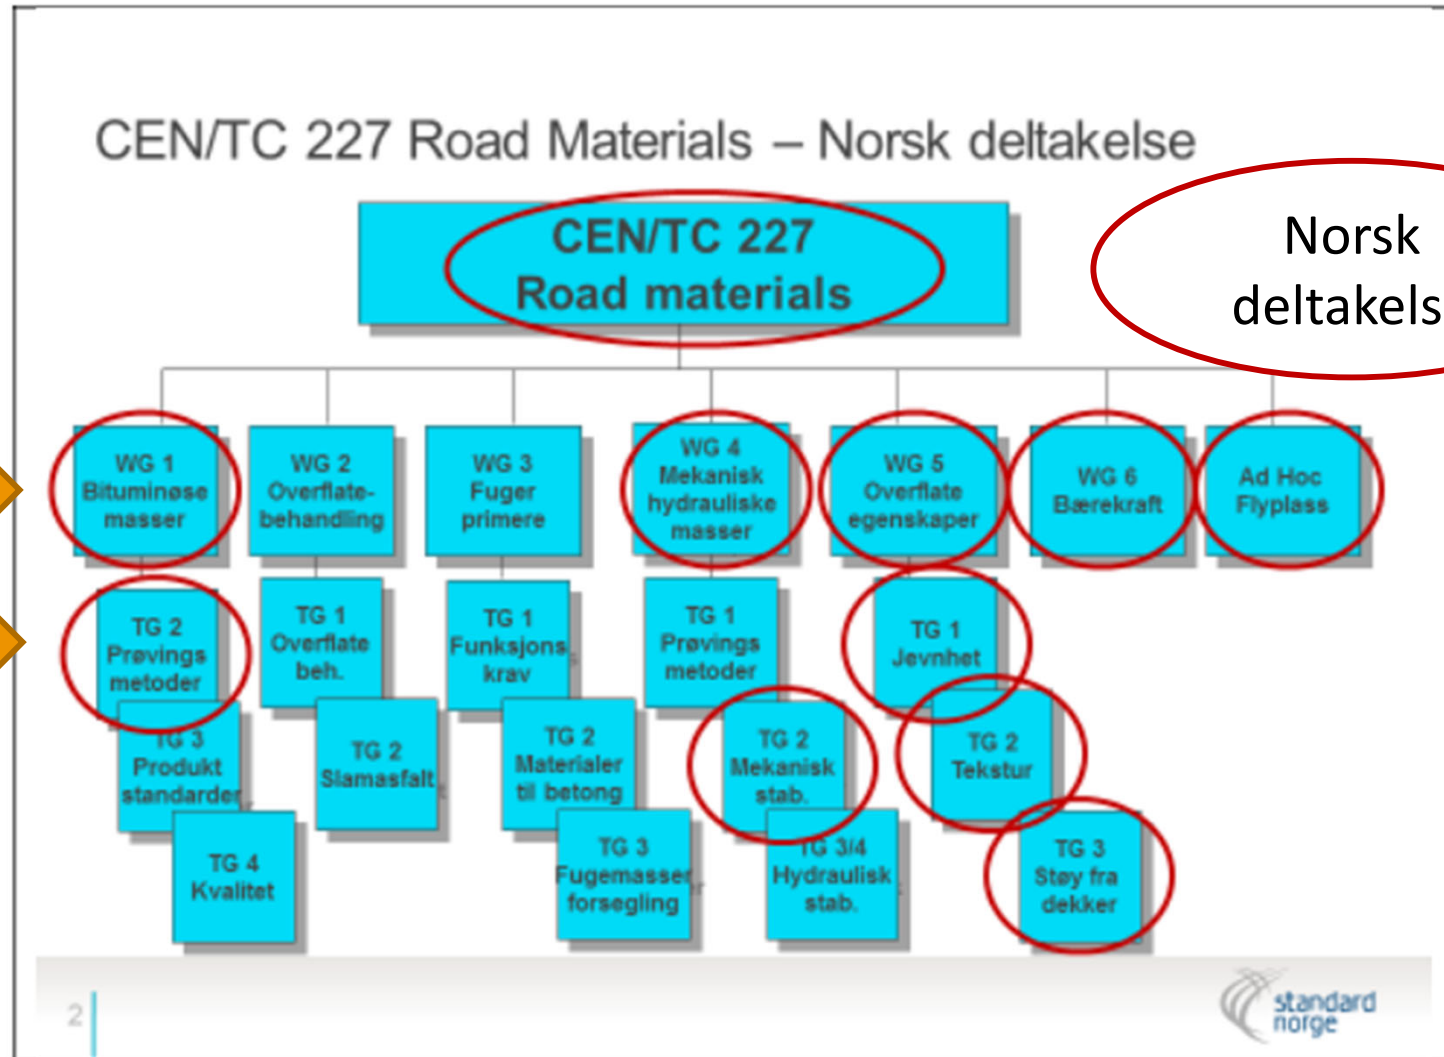 CEN/TC 227 Road Materials – Norsk deltakelse
CEN/TC 227
Road materials
Norsk
deltakels
WG 1
Bituminøse
masser
WG 2
Overflate-
behandling
WG 3
Fuger
primere
WG 4
Mekanisk
hydrauliske
masser
WG 5
Overflate
egenskaper
WG 6
Bærekraft
Ad Hoc
Flyplass
TG 2
Prøvings
metoder
TG 3
Produkt
standarder
TG 4
Kvalitet
TG 1
Overflate
beh.
TG 2
Slamasfalt
TG 1
Funksjons
krav
TG 2
Materialer
til betong
TG 3
Fugemasser
forsegling
TG 1
Prøvings
metoder
TG 2
Mekanisk
stab.
TG 3/4
Hydraulisk
stab.
TG 1
Jevnhet
TG 2
Tekstur
TG 3
Støy fra
dekker
2
standard
norge